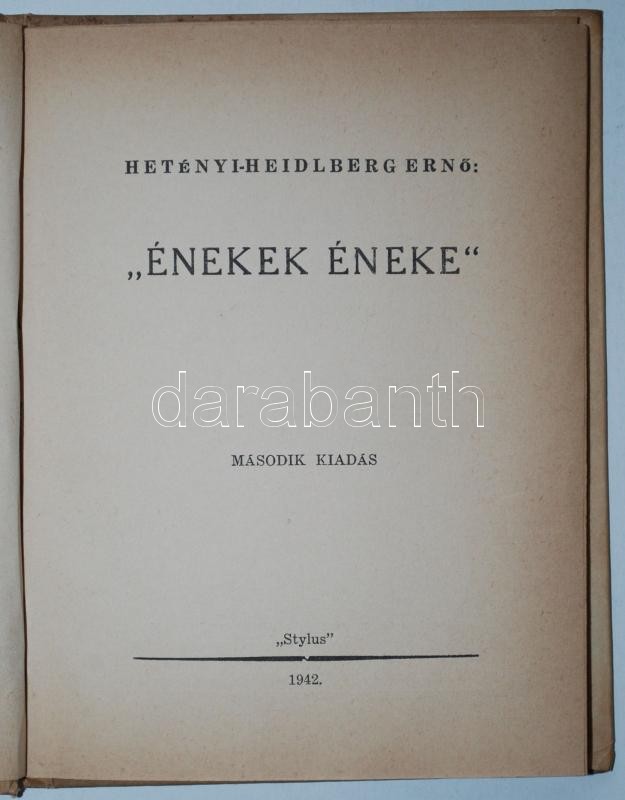 HETÉNYI-HEIDLBERG ERNŐ:
„ÉNEKEK ÉNEKE“
darabanth
MÁSODIK KIADÁS
„Stylus”
1942.